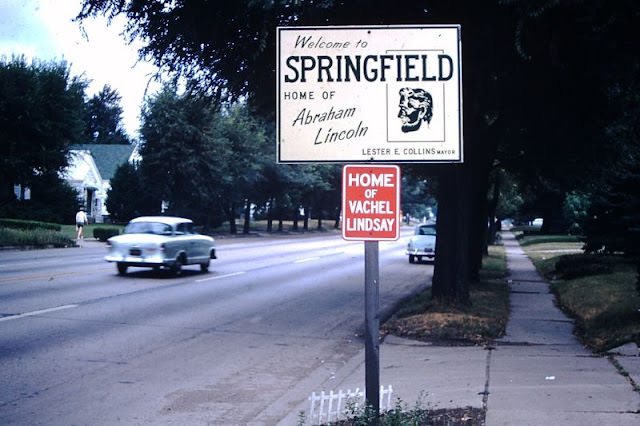 Welcome to
SPRINGFIELD
HOME OF
Abraham
Lincoln
LESTER E. COLLINS MAYOR
HOME
OF
VACHEL
LINDSAY